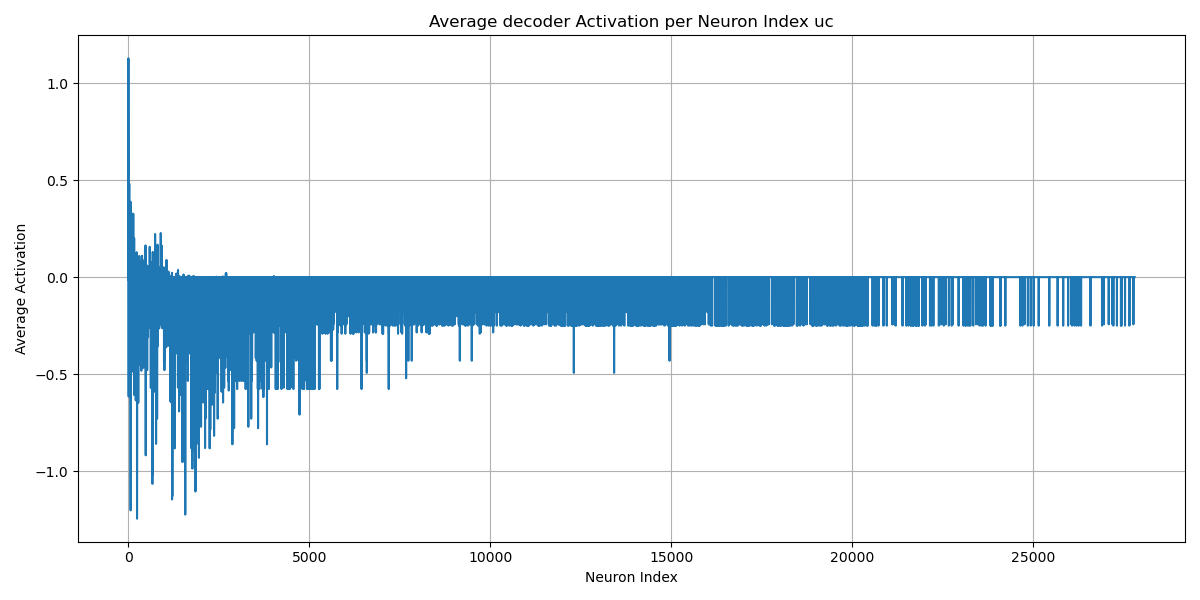 Average decoder Activation per Neuron Index uc
1.0
0.5
0.0
−0.5
−1.0
Average Activation
0 5000 10000 15000 20000 25000
Neuron Index